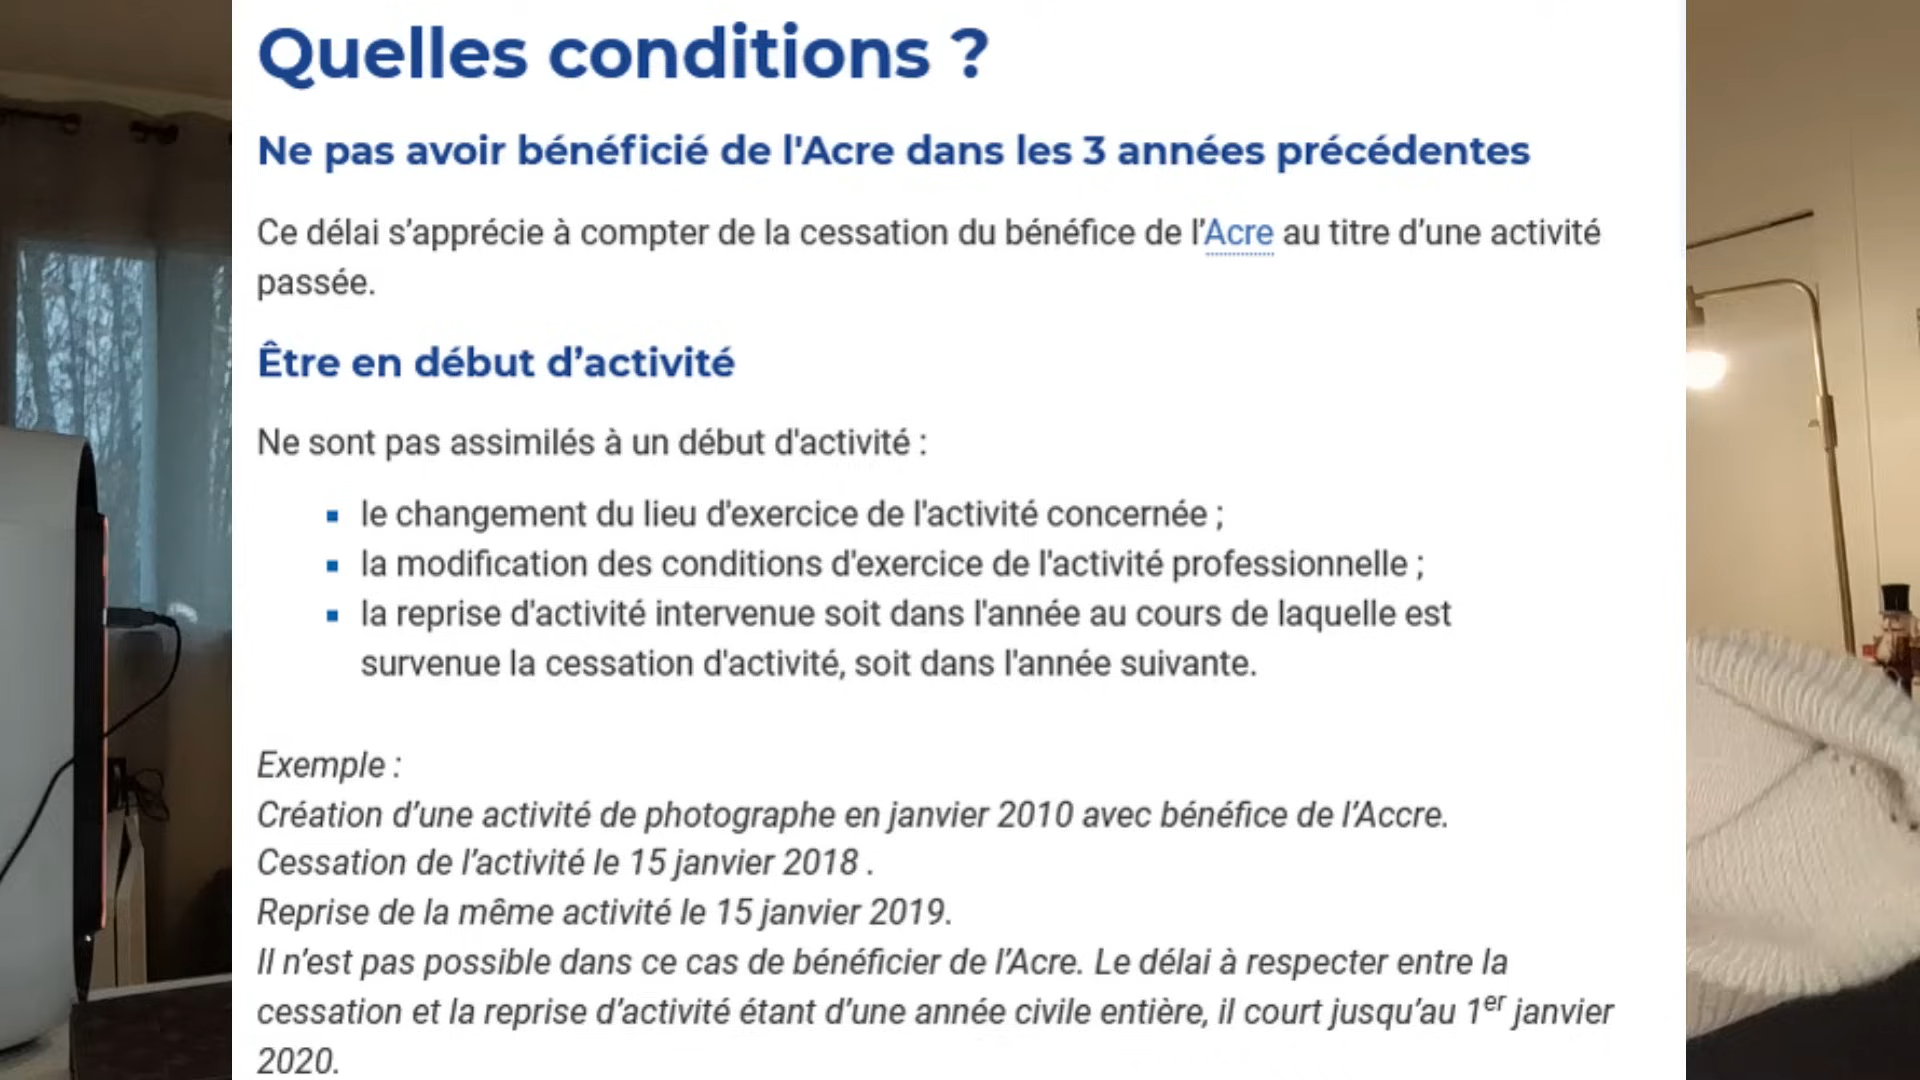 Quelles conditions ?
Ne pas avoir bénéficié de l'Acre dans les 3 années précédentes
Ce délai s’apprécie à compter de la cessation du bénéfice de l’Acre au titre d’une activité
passée.
Être en début d’activité
Ne sont pas assimilés à un début d'activité :
▪ le changement du lieu d'exercice de l'activité concernée ;
▪ la modification des conditions d'exercice de l'activité professionnelle ;
▪ la reprise d'activité intervenue soit dans l'année au cours de laquelle est
survenue la cessation d'activité, soit dans l'année suivante.
Exemple :
Création d’une activité de photographe en janvier 2010 avec bénéfice de l’Accre.
Cessation de l’activité le 15 janvier 2018 .
Reprise de la même activité le 15 janvier 2019.
Il n’est pas possible dans ce cas de bénéficier de l’Acre. Le délai à respecter entre la
cessation et la reprise d’activité étant d’une année civile entière, il court jusqu’au 1er janvier
2020.